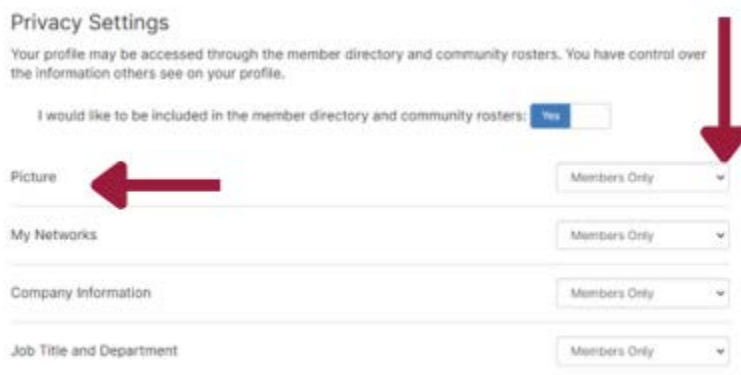 Privacy Settings
Your profile may be accessed through the member directory and community rosters. You have control over
the information others see on your profile.
I would like to be included in the member directory and community rosters: Yes
Picture Members Only
My Networks Members Only
Company Information Members Only
Job Title and Department Members Only